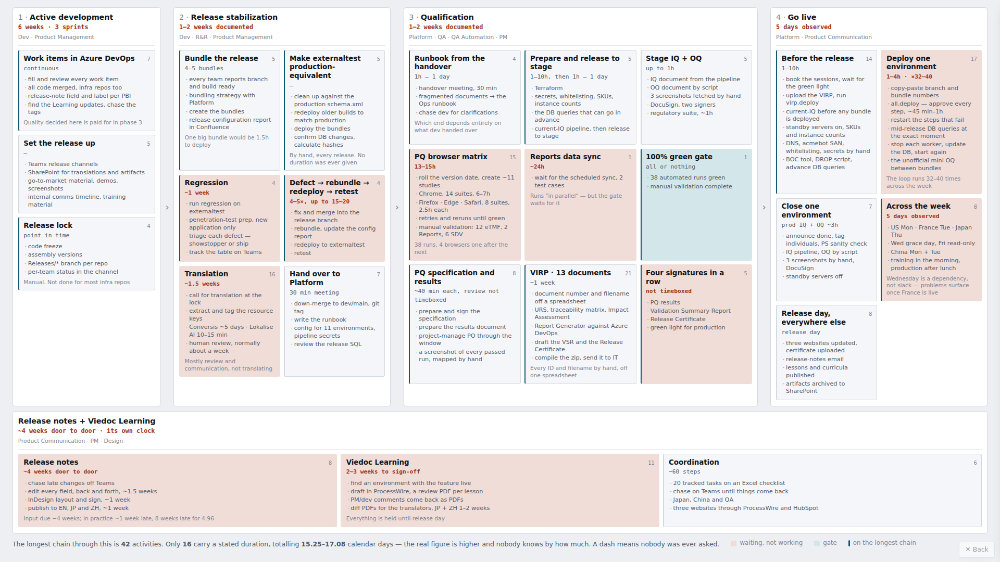 1 · Active development
6 weeks · 3 sprints
Dev · Product Management
Work items in Azure DevOps 7
continuous
· fill and review every work item
· all code merged, infra repos too
· release-note field and label per PBI
· find the Learning updates, chase the
tags
Quality decided here is paid for in phase 3
Set the release up 5
—
· Teams release channels
· SharePoint for translations and artifacts
· go-to-market material, demos,
screenshots
· internal comms timeline, training
material
Release lock 4
point in time
· code freeze
· assembly versions
· Releases/* branch per repo
· per-team status in the channel
Manual. Not done for most infra repos
›
2 · Release stabilization
1–2 weeks documented
Dev · R&R · Product Management
Bundle the release 5
4–5 bundles
· every team reports branch
and build ready
· bundling strategy with
Platform
· create the bundles
· release configuration report
in Confluence
One big bundle would be 1.5h
to deploy
Make externaltest 5
production-
equivalent
—
· clean up against the
production schema.xml
· redeploy older builds to
match production
· deploy the bundles
· confirm DB changes,
calculate hashes
By hand, every release. No
duration was ever given
Regression 4
~1 week
· run regression on
externaltest
· penetration-test prep, new
application only
· triage each defect —
showstopper or ship
· track the table on Teams
Defect → rebundle → 4
redeploy → retest
4–5×, up to 15–20
· fix and merge into the
release branch
· rebundle, update the config
report
· redeploy to externaltest
· retest
Translation 16
~1.5 weeks
· call for translation at the
lock
· extract and tag the resource
keys
· Conversis ~5 days · Lokalise
AI 10–15 min
· human review, normally
about a week
Mostly review and
communication, not translating
Hand over to 7
Platform
30 min meeting
· down-merge to dev/main, git
tag
· write the runbook
· config for 11 environments,
pipeline secrets
· review the release SQL
›
3 · Qualification
1–2 weeks documented
Platform · QA · QA Automation · PM
Runbook from the 4
handover
1h – 1 day
· handover meeting, 30 min
· fragmented documents → the
Ops runbook
· chase dev for clarifications
Which end depends entirely on
what dev handed over
Prepare and release to 5
stage
1–10h, then 1h – 1 day
· Terraform
· secrets, whitelisting, SKUs,
instance counts
· the DB queries that can go in
advance
· current-IQ pipeline, then release
to stage
Stage IQ + OQ 5
up to 1h
· IQ document from the pipeline
· OQ document by script
· 3 screenshots fetched by hand
· DocuSign, two signers
· regulatory suite, ~1h
PQ browser matrix 15
13–15h
· roll the version date, create ~11
studies
· Chrome, 14 suites, 6–7h
· Firefox · Edge · Safari, 8 suites,
2.5h each
· retries and reruns until green
· manual validation: 12 eTMF, 2
Reports, 6 SDV
38 runs, 4 browsers one after the
next
Reports data sync 1
~24h
· wait for the scheduled sync, 2
test cases
Runs "in parallel" — but the gate
waits for it
100% green gate 1
all or nothing
· 38 automated runs green
· manual validation complete
PQ specification and 8
results
~40 min each, review not
timeboxed
· prepare and sign the
specification
· prepare the results document
· project-manage PQ through the
window
· a screenshot of every passed
run, mapped by hand
VIRP · 13 documents 21
~1 week
· document number and filename
off a spreadsheet
· URS, traceability matrix, Impact
Assessment
· Report Generator against Azure
DevOps
· draft the VSR and the Release
Certificate
· compile the zip, send it to IT
Every ID and filename by hand, off
one spreadsheet
Four signatures in a 5
row
not timeboxed
· PQ results
· Validation Summary Report
· Release Certificate
· green light for production
›
4 · Go live
5 days observed
Platform · Product Communication
Before the release 14
1–10h
· book the sessions, wait for
the green light
· upload the VIRP, run
virp.deploy
· current-IQ before any bundle
is deployed
· standby servers on, SKUs
and instance counts
· DNS, acmebot SAN,
whitelisting, secrets by hand
· BOC tool, DROP script,
advance DB queries
Deploy one 17
environment
1–4h · ×32–40
· copy-paste branch and
bundle numbers
· all.deploy — approve every
step, ~45 min–1h
· restart the steps that fail
· mid-release DB queries at
the exact moment
· stop each worker, update
the DB, start again
· the unofficial mini OQ
between bundles
The loop runs 32–40 times
across the week
Close one 7
environment
prod IQ + OQ ~3h
· announce done, tag
individuals, PS sanity check
· IQ pipeline, OQ by script
· 3 screenshots by hand,
DocuSign
· standby servers off
Across the week 8
5 days observed
· US Mon · France Tue · Japan
Thu
· Wed grace day, Fri read-only
· China Mon + Tue
· training in the morning,
production after lunch
Wednesday is a dependency,
not slack — problems surface
once France is live
Release day, 8
everywhere else
release day
· three websites updated,
certificate uploaded
· release-notes email
· lessons and curricula
published
· artifacts archived to
SharePoint
Release notes + Viedoc Learning
~4 weeks door to door · its own clock
Product Communication · PM · Design
Release notes 8
~4 weeks door to door
· chase late changes off Teams
· edit every field, back and forth, ~1.5 weeks
· InDesign layout and sign, ~1 week
· publish to EN, JP and ZH, ~1 week
Input due −4 weeks; in practice ~1 week late, 8 weeks late for 4.96
Viedoc Learning 11
2–3 weeks to sign-off
· find an environment with the feature live
· draft in ProcessWire, a review PDF per lesson
· PM/dev comments come back as PDFs
· diff PDFs for the translators, JP + ZH 1–2 weeks
Everything is held until release day
Coordination 6
~60 steps
· 20 tracked tasks on an Excel checklist
· chase on Teams until things come back
· Japan, China and QA
· three websites through ProcessWire and HubSpot
The longest chain through this is 42 activities. Only 16 carry a stated duration, totalling 15.25–17.08 calendar days — the real figure is higher and nobody knows by how much. A dash means nobody was ever asked. waiting, not working gate on the longest chain
✕ Back